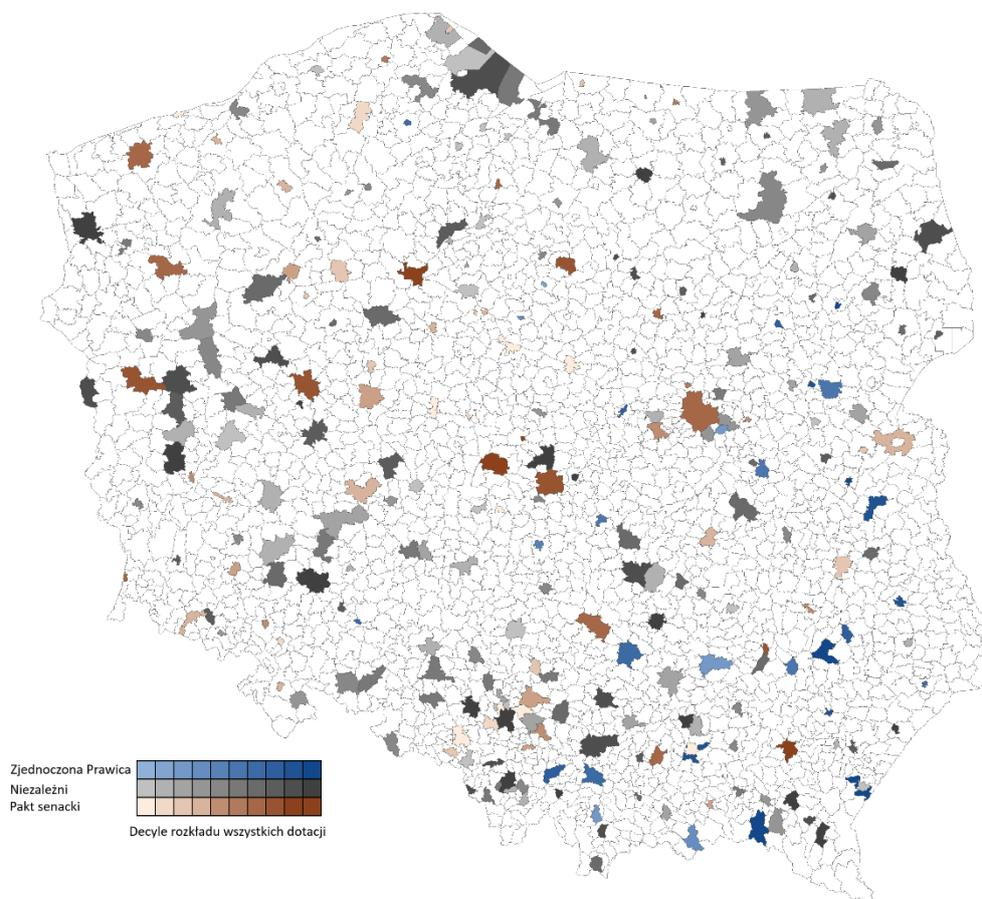 Zjednoczona Prawica
Niezależni
Pakt senacki
Decyle rozkładu wszystkich dotacji